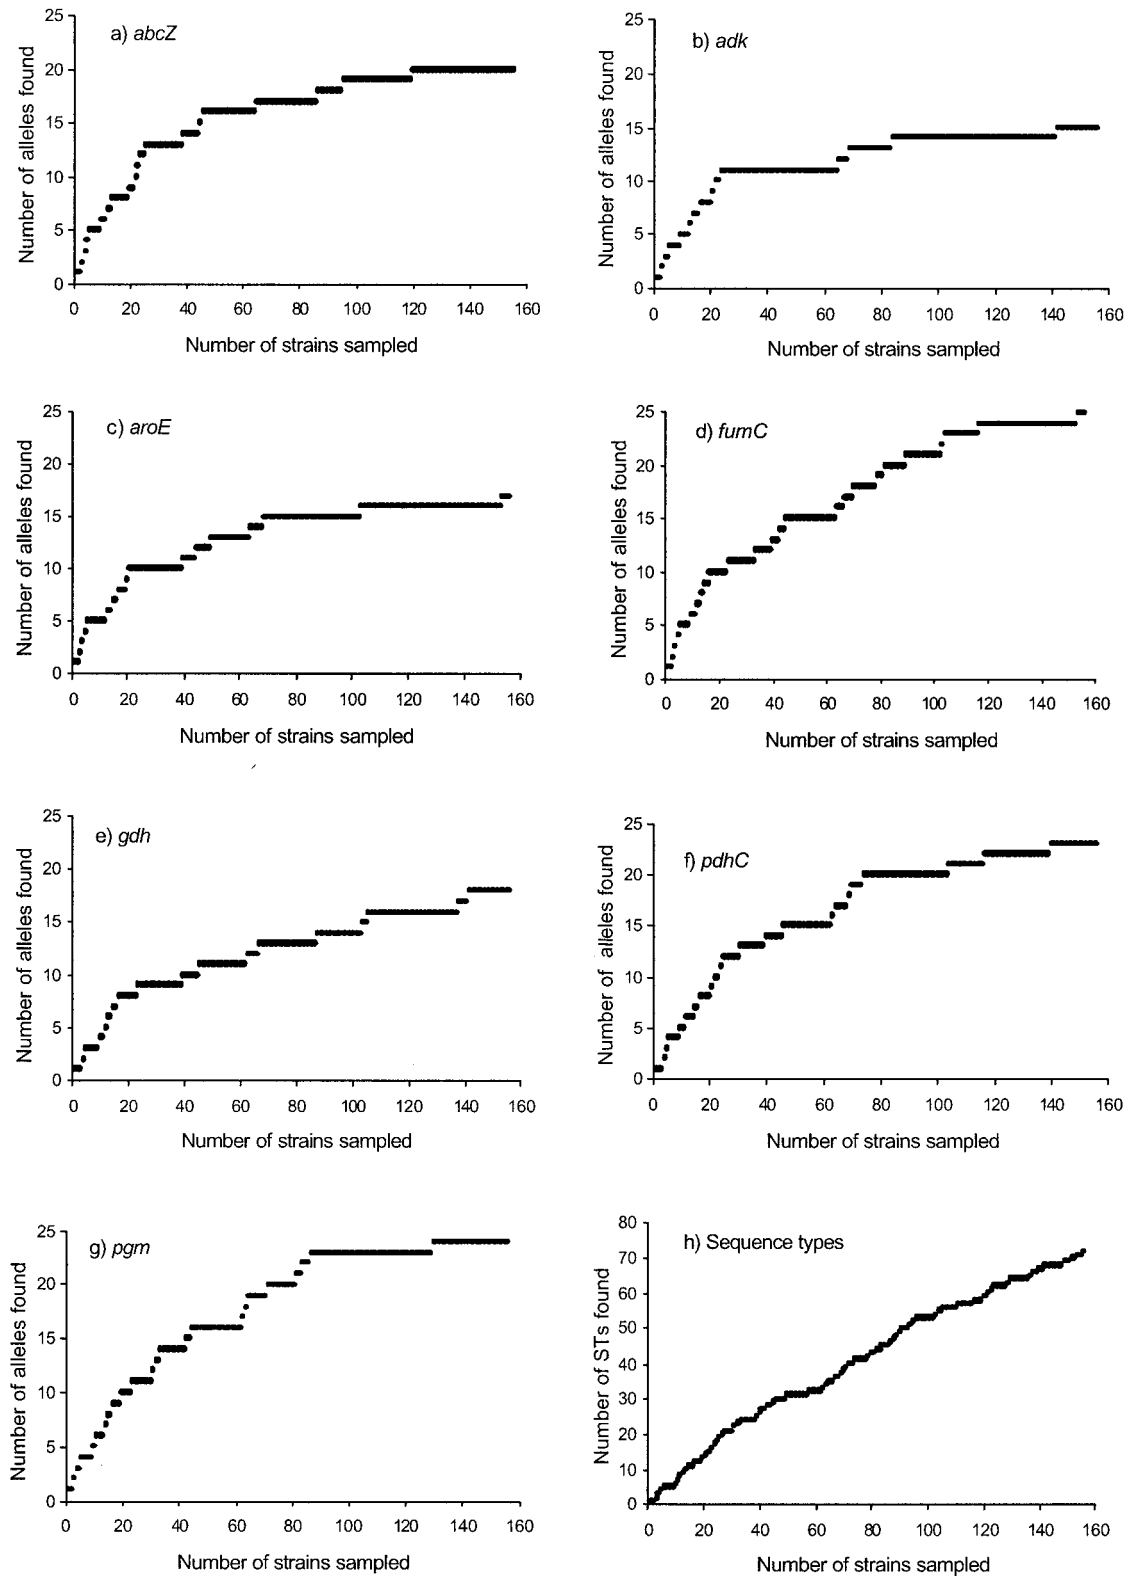 a) abcZ
Number of alleles found
25
20
15
10
5
0
0 20 40 60 80 100 120 140 160
Number of strains sampled
b) adk
Number of alleles found
25
20
15
10
5
0
0 20 40 60 80 100 120 140 160
Number of strains sampled
c) aroE
Number of alleles found
25
20
15
10
5
0
0 20 40 60 80 100 120 140 160
Number of strains sampled
d) fumC
Number of alleles found
25
20
15
10
5
0
0 20 40 60 80 100 120 140 160
Number of strains sampled
e) gdh
Number of alleles found
25
20
15
10
5
0
0 20 40 60 80 100 120 140 160
Number of strains sampled
f) pdhC
Number of alleles found
25
20
15
10
5
0
0 20 40 60 80 100 120 140 160
Number of strains sampled
g) pgm
Number of alleles found
25
20
15
10
5
0
0 20 40 60 80 100 120 140 160
Number of strains sampled
h) Sequence types
Number of STs found
80
70
60
50
40
30
20
10
0
0 20 40 60 80 100 120 140 160
Number of strains sampled